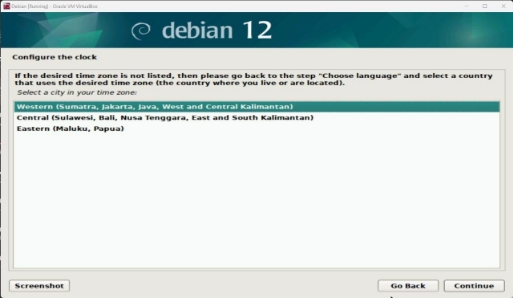 Debian [Running] - Oracle VM VirtualBox
debian 12
Configure the clock
If the desired time zone is not listed, then please go back to the step "Choose language" and select a country
that uses the desired time zone (the country where you live or are located).
Select a city in your time zone:
Western (Sumatra, Jakarta, Java, West and Central Kalimantan)
Central (Sulawesi, Bali, Nusa Tenggara, East and South Kalimantan)
Eastern (Maluku, Papua)
Screenshot
Go Back
Continue